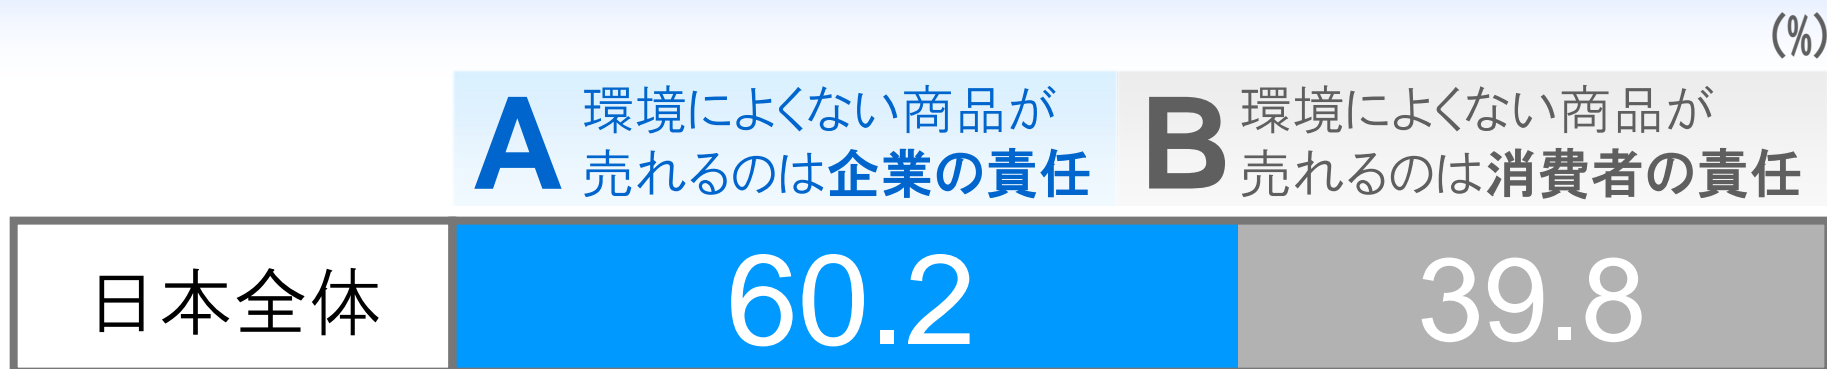 (%)
A 環境によくない商品が
売れるのは企業の責任
B 環境によくない商品が
売れるのは消費者の責任
日本全体 60.2 39.8